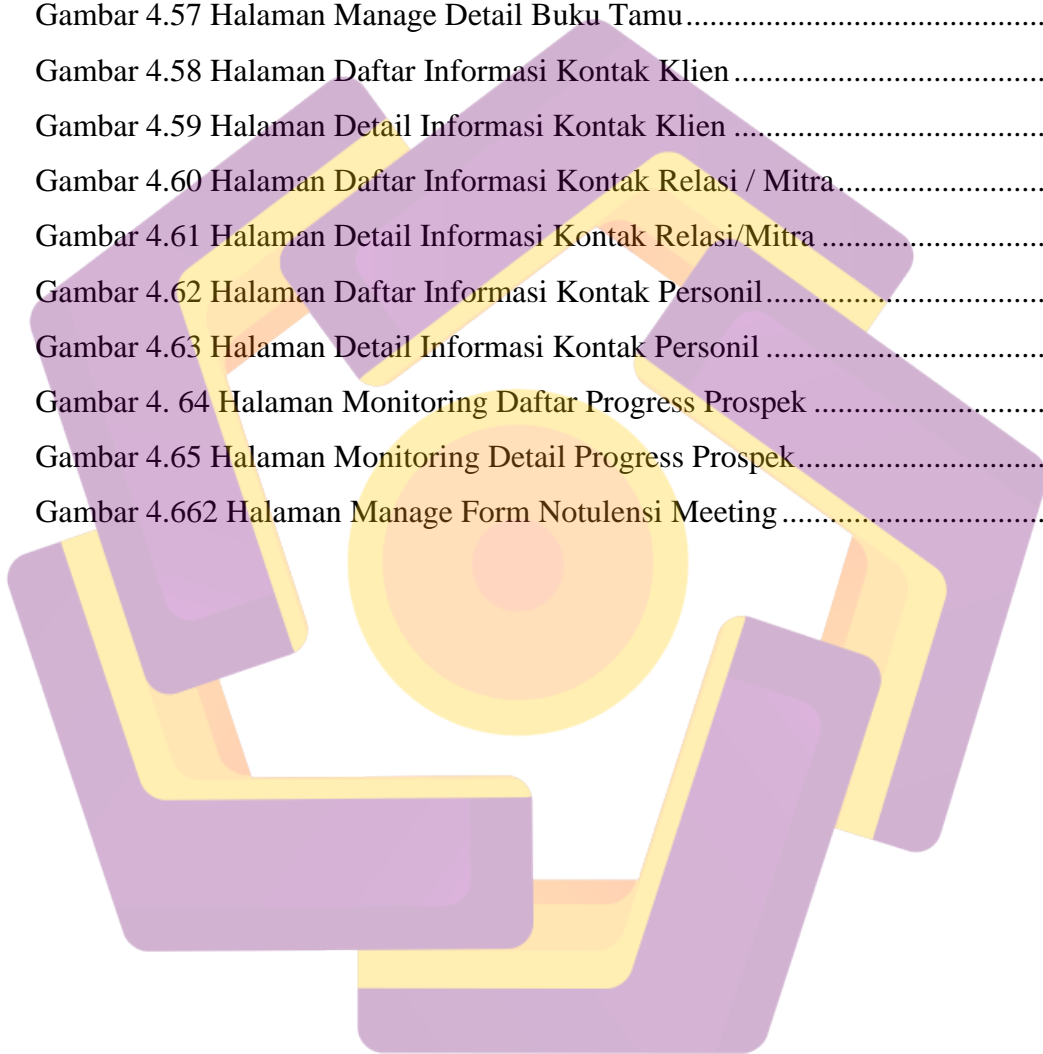 Gambar 4.57 Halaman Manage Detail Buku Tamu....................................
Gambar 4.58 Halaman Daftar Informasi Kontak Klien...............................
Gambar 4.59 Halaman Detail Informasi Kontak Klien ...............................
Gambar 4.60 Halaman Daftar Informasi Kontak Relasi / Mitra....................
Gambar 4.61 Halaman Detail Informasi Kontak Relasi/Mitra ......................
Gambar 4.62 Halaman Daftar Informasi Kontak Personil............................
Gambar 4.63 Halaman Detail Informasi Kontak Personil ............................
Gambar 4. 64 Halaman Monitoring Daftar Progress Prospek .......................
Gambar 4.65 Halaman Monitoring Detail Progress Prospek.........................
Gambar 4.662 Halaman Manage Form Notulensi Meeting...........................